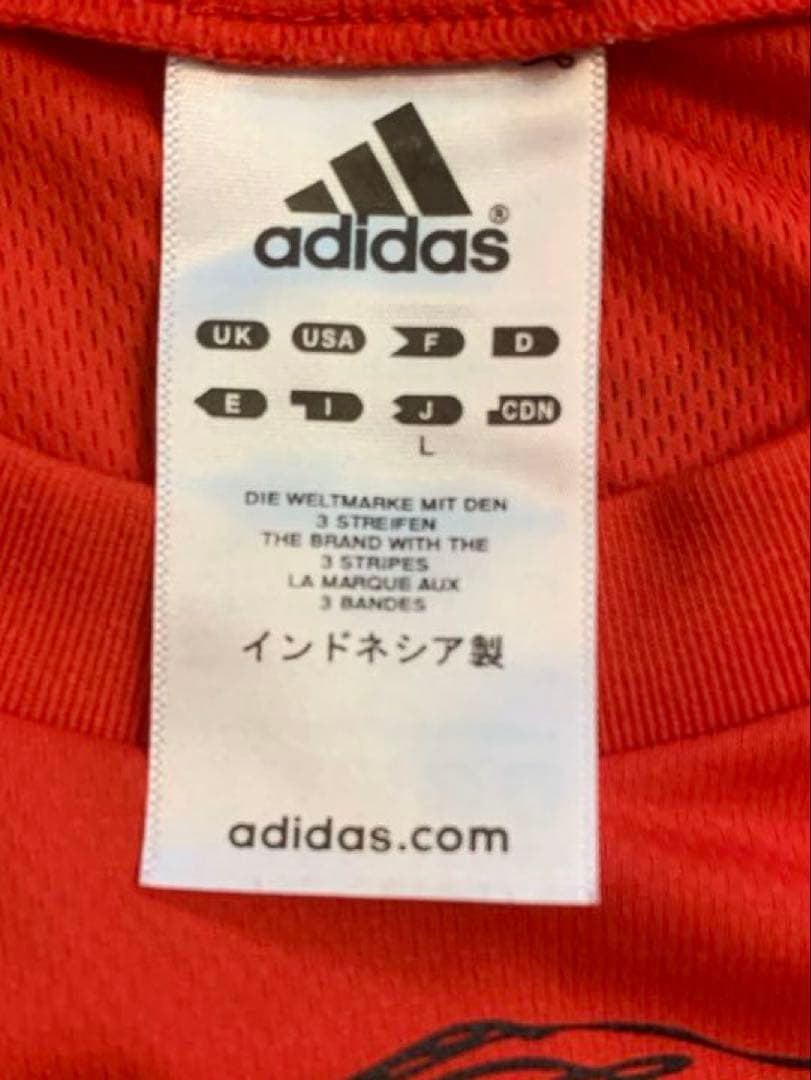 adidas®
UK USA F D
E I J CDN
L
DIE WELTMARKE MIT DEN
3 STREIFEN
THE BRAND WITH THE
3 STRIPES
LA MARQUE AUX
3 BANDES
インドネシア製
adidas.com